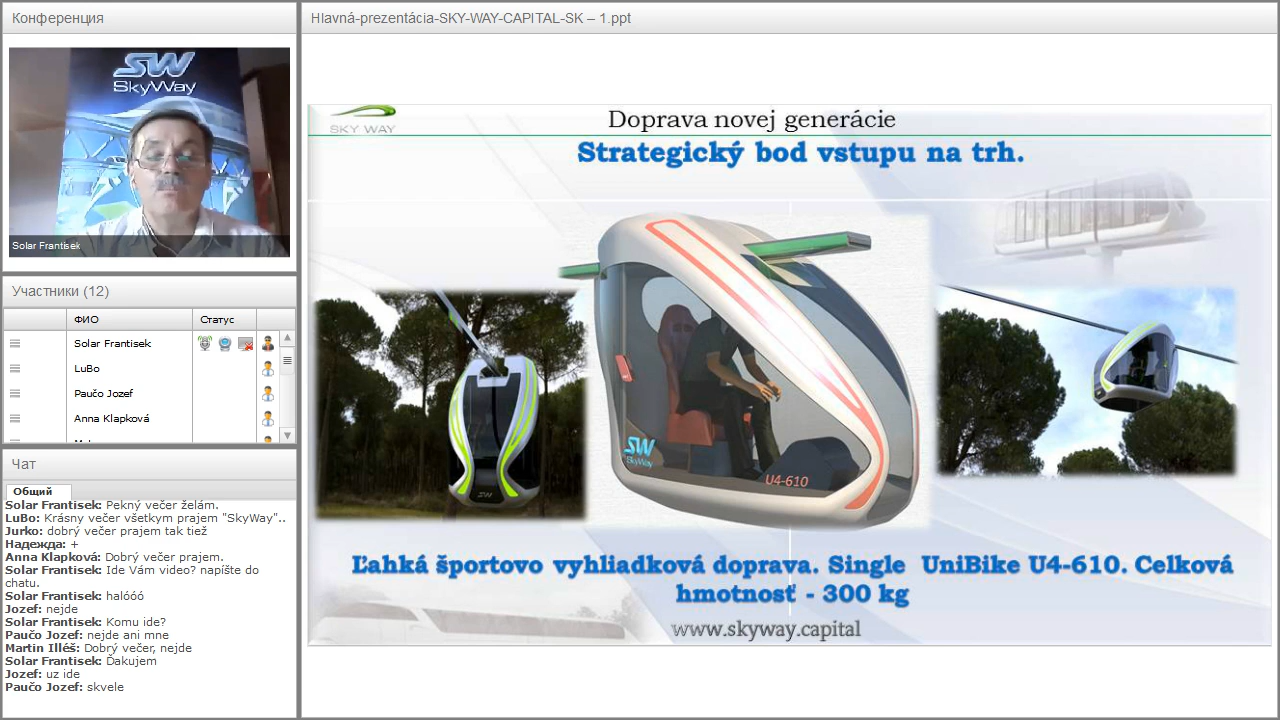 Конференция
SW
SkyWay
Solar Frantisek
Участники (12)
ФИО
Статус
Solar Frantisek
LuBo
Paučo Jozef
Anna Klapková
Чат
Общий
Solar Frantisek: Pekný večer želám.
LuBo: Krásny večer všetkym prajem "SkyWay"..
Jurko: dobrý večer prajem tak tiež
Надежда: +
Anna Klapková: Dobrý večer prajem.
Solar Frantisek: Ide Vám video? napíšte do
chatu.
Solar Frantisek: halóóó
Jozef: nejde
Solar Frantisek: Komu ide?
Paučo Jozef: nejde ani mne
Martin Illéš: Dobrý večer, nejde
Solar Frantisek: Ďakujem
Jozef: uz ide
Paučo Jozef: skvele
Hlavná-prezentácia-SKY-WAY-CAPITAL-SK – 1.ppt
SKY WAY
Doprava novej generácie
Strategický bod vstupu na trh.
SW
SkyWay
U4-610
SW
Ľahká športovo vyhliadková doprava. Single UniBike U4-610. Celková
hmotnosť - 300 kg
www.skyway.capital